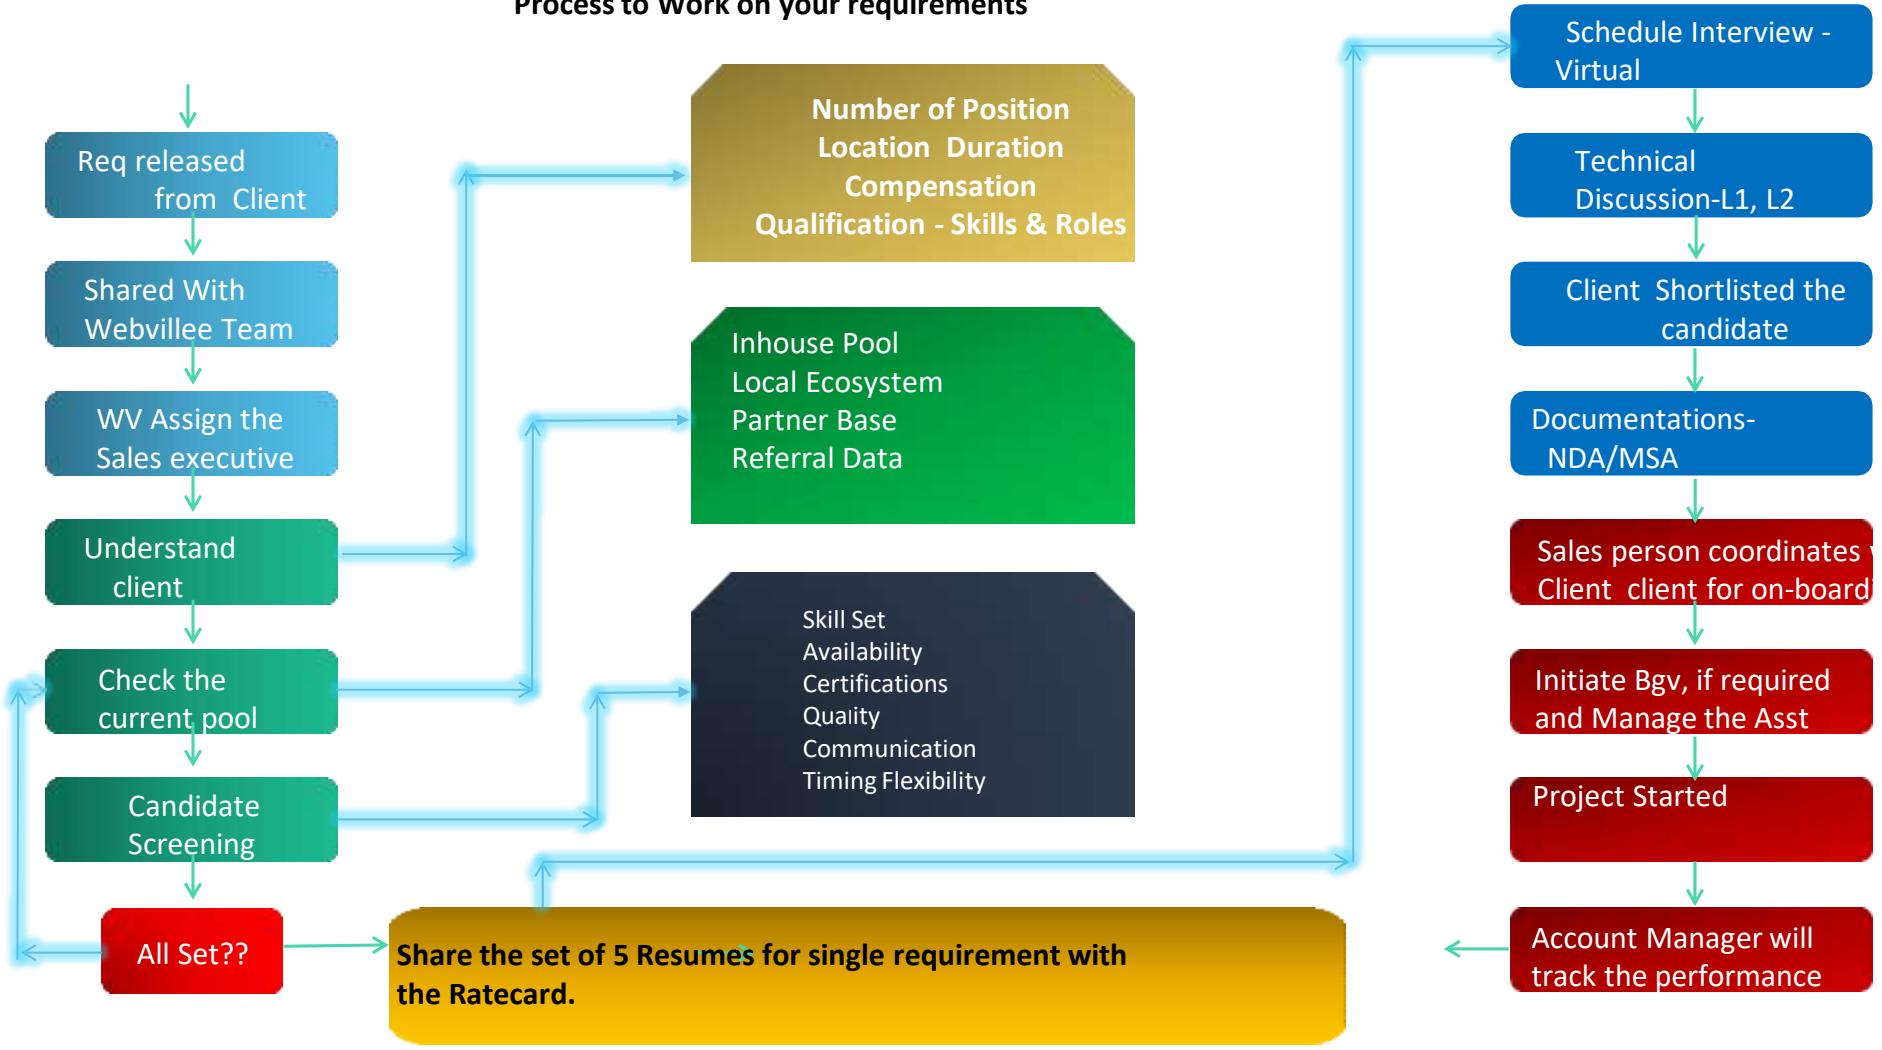 Process to Work on your requirements
Req released
from Client
Shared With
Webvillee Team
WV Assign the
Sales executive
Understand
client
Check the
current pool
Candidate
Screening
All Set??
Number of Position
Location Duration
Compensation
Qualification - Skills & Roles
Inhouse Pool
Local Ecosystem
Partner Base
Referral Data
Skill Set
Availability
Certifications
Quality
Communication
Timing Flexibility
Share the set of 5 Resumes for single requirement with
the Ratecard.
Schedule Interview -
Virtual
Technical
Discussion-L1, L2
Client Shortlisted the
candidate
Documentations-
NDA/MSA
Sales person coordinates
Client client for on-boardi
Initiate Bgv, if required
and Manage the Asst
Project Started
Account Manager will
track the performance